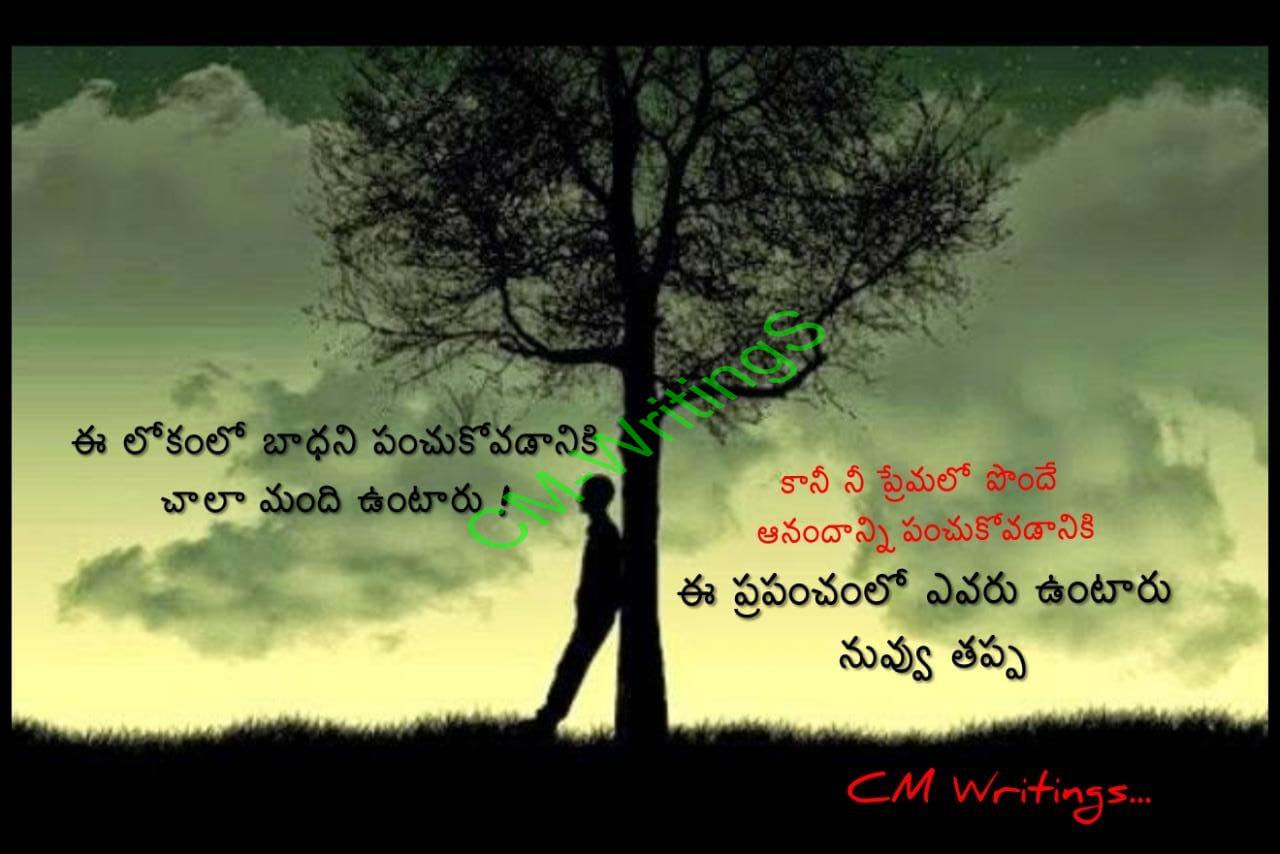 ఈ లోకంలో బాధని పంచుకోవడానికి
చాలా మంది ఉంటారు !
కానీ నీ ప్రేమలో పొందే
ఆనందాన్ని పంచుకోవడానికి
ఈ ప్రపంచంలో ఎవరు ఉంటారు
నువ్వు తప్ప
CM-WritingS
CM Writings...